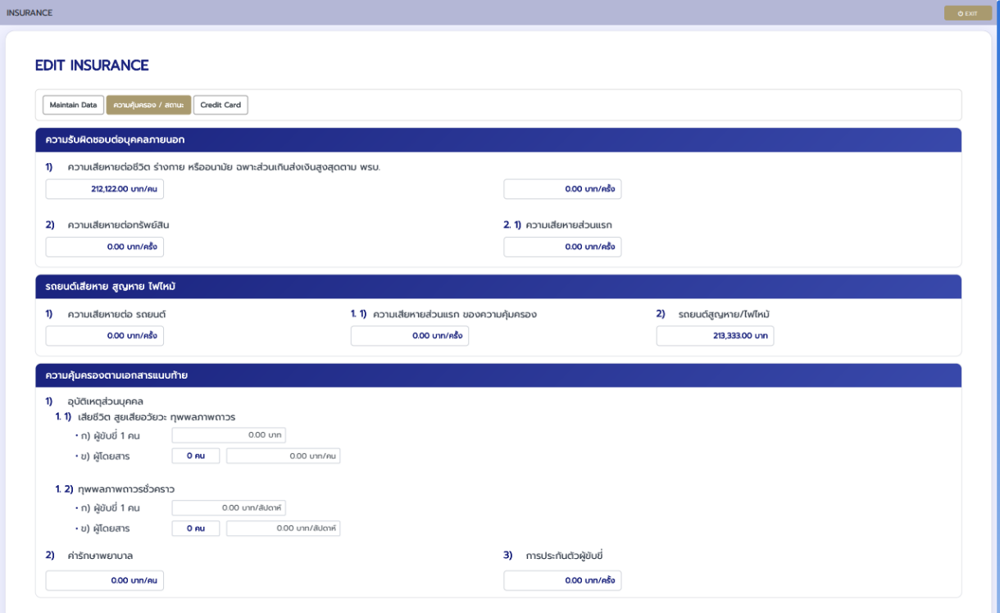 INSURANCE
EXIT
EDIT INSURANCE
Maintain Data ความคุ้มครอง / สถานะ Credit Card
ความรับผิดชอบต่อบุคคลภายนอก
1) ความเสียหายต่อชีวิต ร่างกาย หรืออนามัย ฉพาะส่วนเกินส่งเงินสูงสุดตาม พรบ.
212,122.00 บาท/คน 0.00 บาท/ครั้ง
2) ความเสียหายต่อทรัพย์สิน 2. 1) ความเสียหายส่วนแรก
0.00 บาท/ครั้ง 0.00 บาท/ครั้ง
รถยนต์เสียหาย สูญหาย ไฟไหม้
1) ความเสียหายต่อ รถยนต์ 1. 1) ความเสียหายส่วนแรก ของความคุ้มครอง 2) รถยนต์สูญหาย/ไฟไหม้
0.00 บาท/ครั้ง 0.00 บาท/ครั้ง 213,333.00 บาท
ความคุ้มครองตามเอกสารแนบท้าย
1) อุบัติเหตุส่วนบุคคล
1. 1) เสียชีวิต สูยเสียอวัยวะ ทุพพลภาพถาวร
• ก) ผู้ขับขี่ 1 คน 0.00 บาท
• ข) ผู้โดยสาร 0 คน 0.00 บาท/คน
1. 2) ทุพพลภาพถาวรชั่วคราว
• ก) ผู้ขับขี่ 1 คน 0.00 บาท/สัปดาห์
• ข) ผู้โดยสาร 0 คน 0.00 บาท/สัปดาห์
2) ค่ารักษาพยาบาล 3) การประกันตัวผู้ขับขี่
0.00 บาท/คน 0.00 บาท/ครั้ง